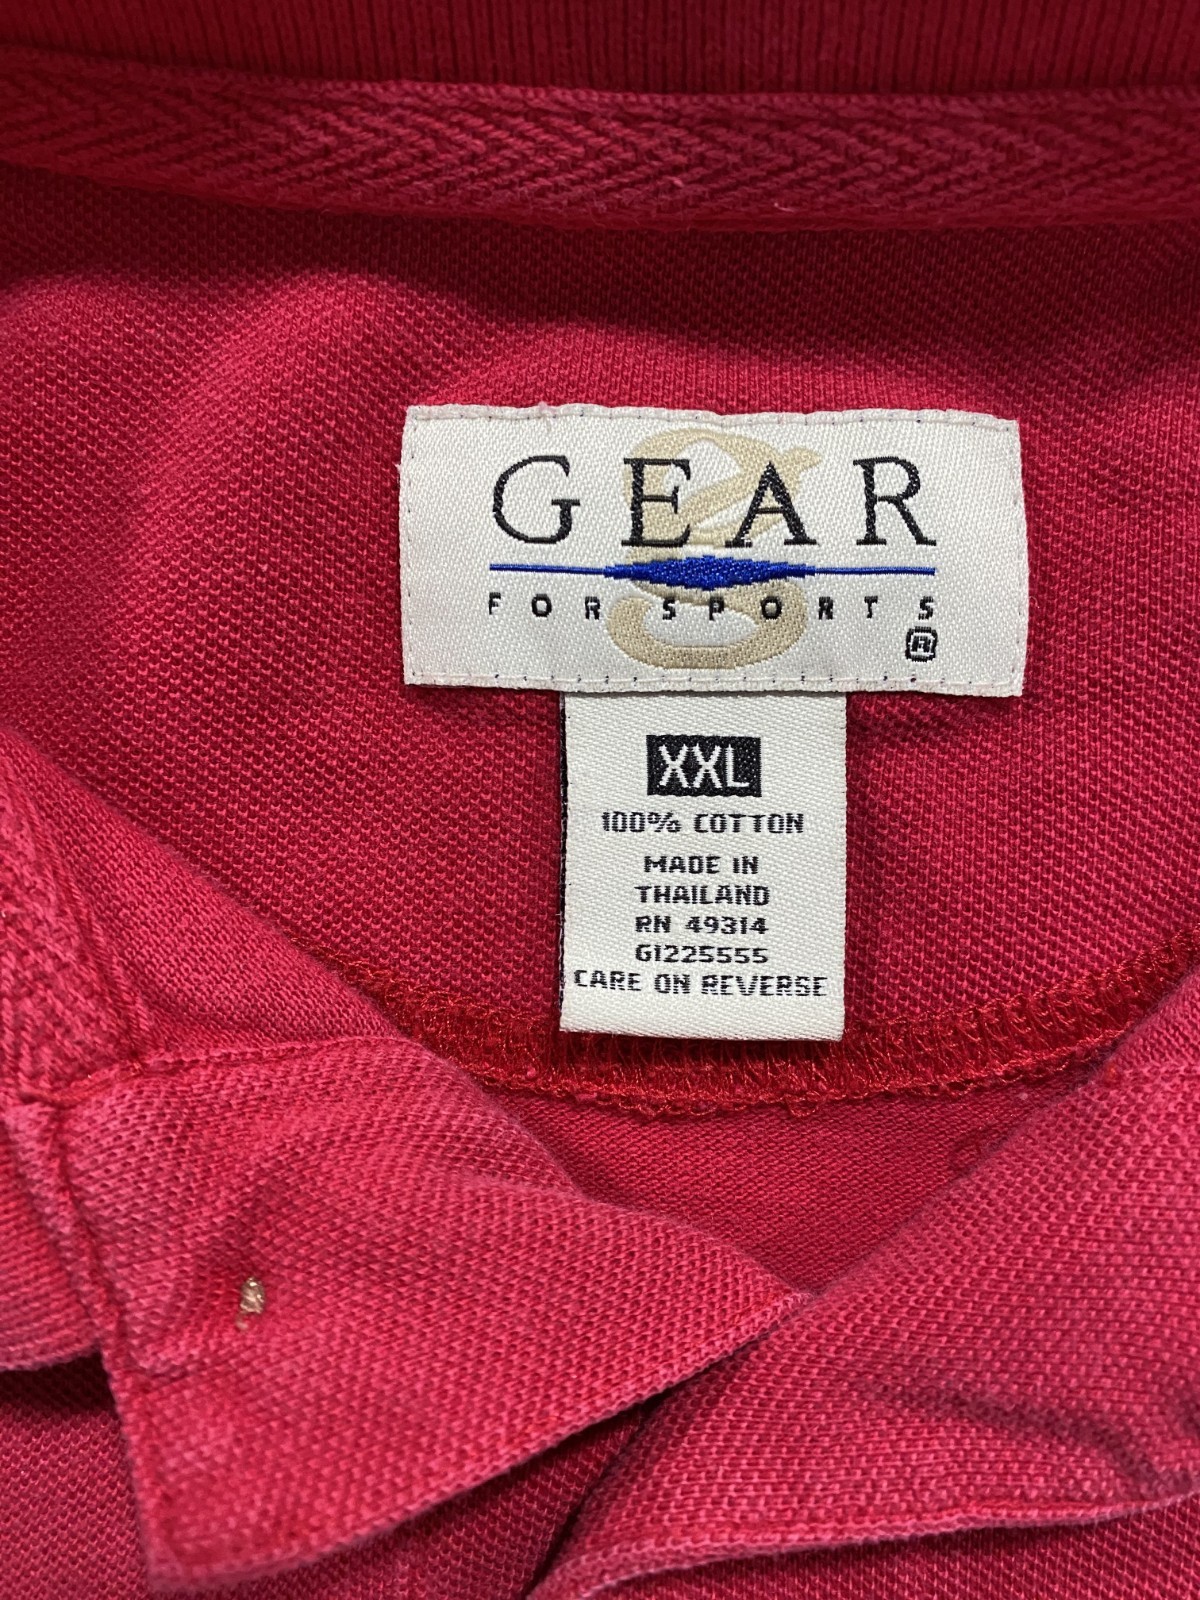 GEAR
FOR SPORTS
®
XXL
100% COTTON
MADE IN
THAILAND
RN 49314
G1225555
CARE ON REVERSE